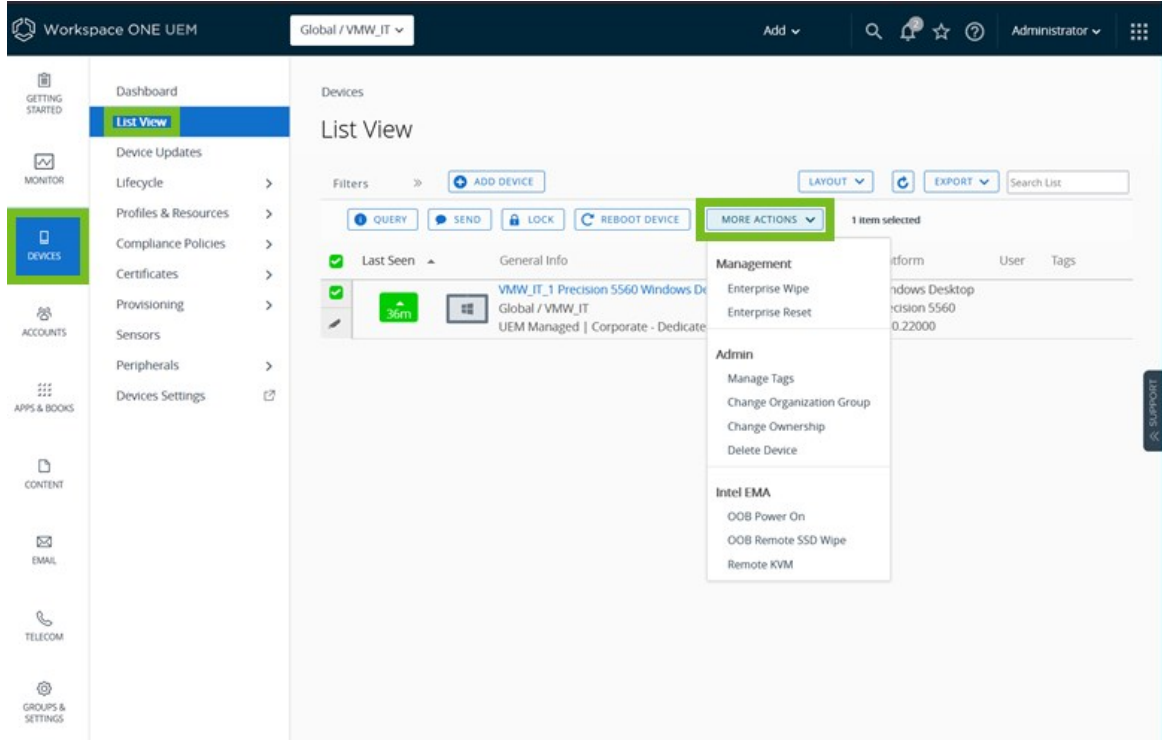 Workspace ONE UEM
Global / VMW_IT
Add
2
Administrator
GETTING
STARTED
MONITOR
DEVICES
ACCOUNTS
APPS & BOOKS
CONTENT
EMAIL
TELECOM
GROUPS &
SETTINGS
Dashboard
List View
Device Updates
Lifecycle
Profiles & Resources
Compliance Policies
Certificates
Provisioning
Sensors
Peripherals
Devices Settings
Devices
List View
Filters
ADD DEVICE
LAYOUT
EXPORT
Search List
QUERY
SEND
LOCK
REBOOT DEVICE
MORE ACTIONS
1 item selected
Last Seen
General Info
tform
User
Tags
36m
VMW_IT_1 Precision 5560 Windows De
Global / VMW_IT
UEM Managed | Corporate - Dedicate
ndows Desktop
cision 5560
0.22000
Management
Enterprise Wipe
Enterprise Reset
Admin
Manage Tags
Change Organization Group
Change Ownership
Delete Device
Intel EMA
OOB Power On
OOB Remote SSD Wipe
Remote KVM
SUPPORT